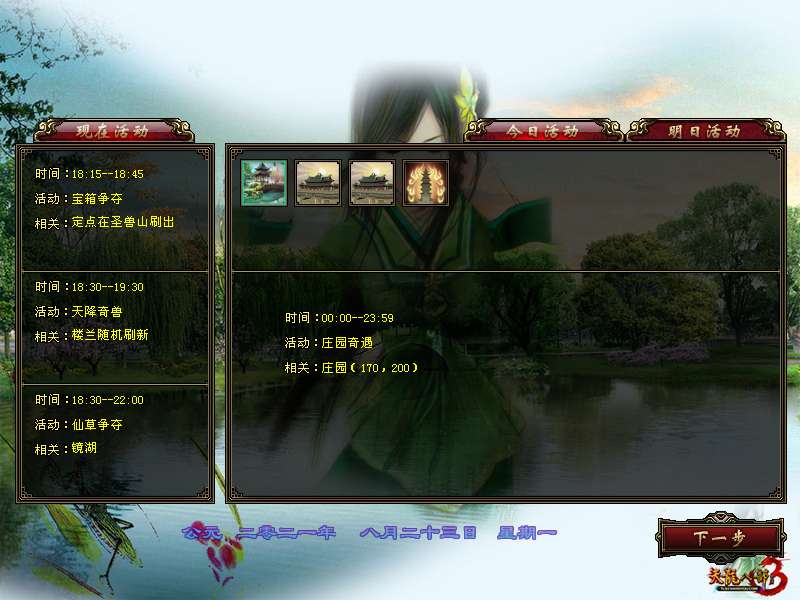 现在活动
今日活动
明日活动
时间：18:15--18:45
活动：宝箱争夺
相关：定点在圣兽山刷出
时间：18:30--19:30
活动：天降奇兽
相关：楼兰随机刷新
时间：18:30--22:00
活动：仙草争夺
相关：镜湖
时间：00:00--23:59
活动：庄园奇遇
相关：庄园（170，200）
公元 二零二一年 八月二十三日 星期一
下一步
天龙八部3